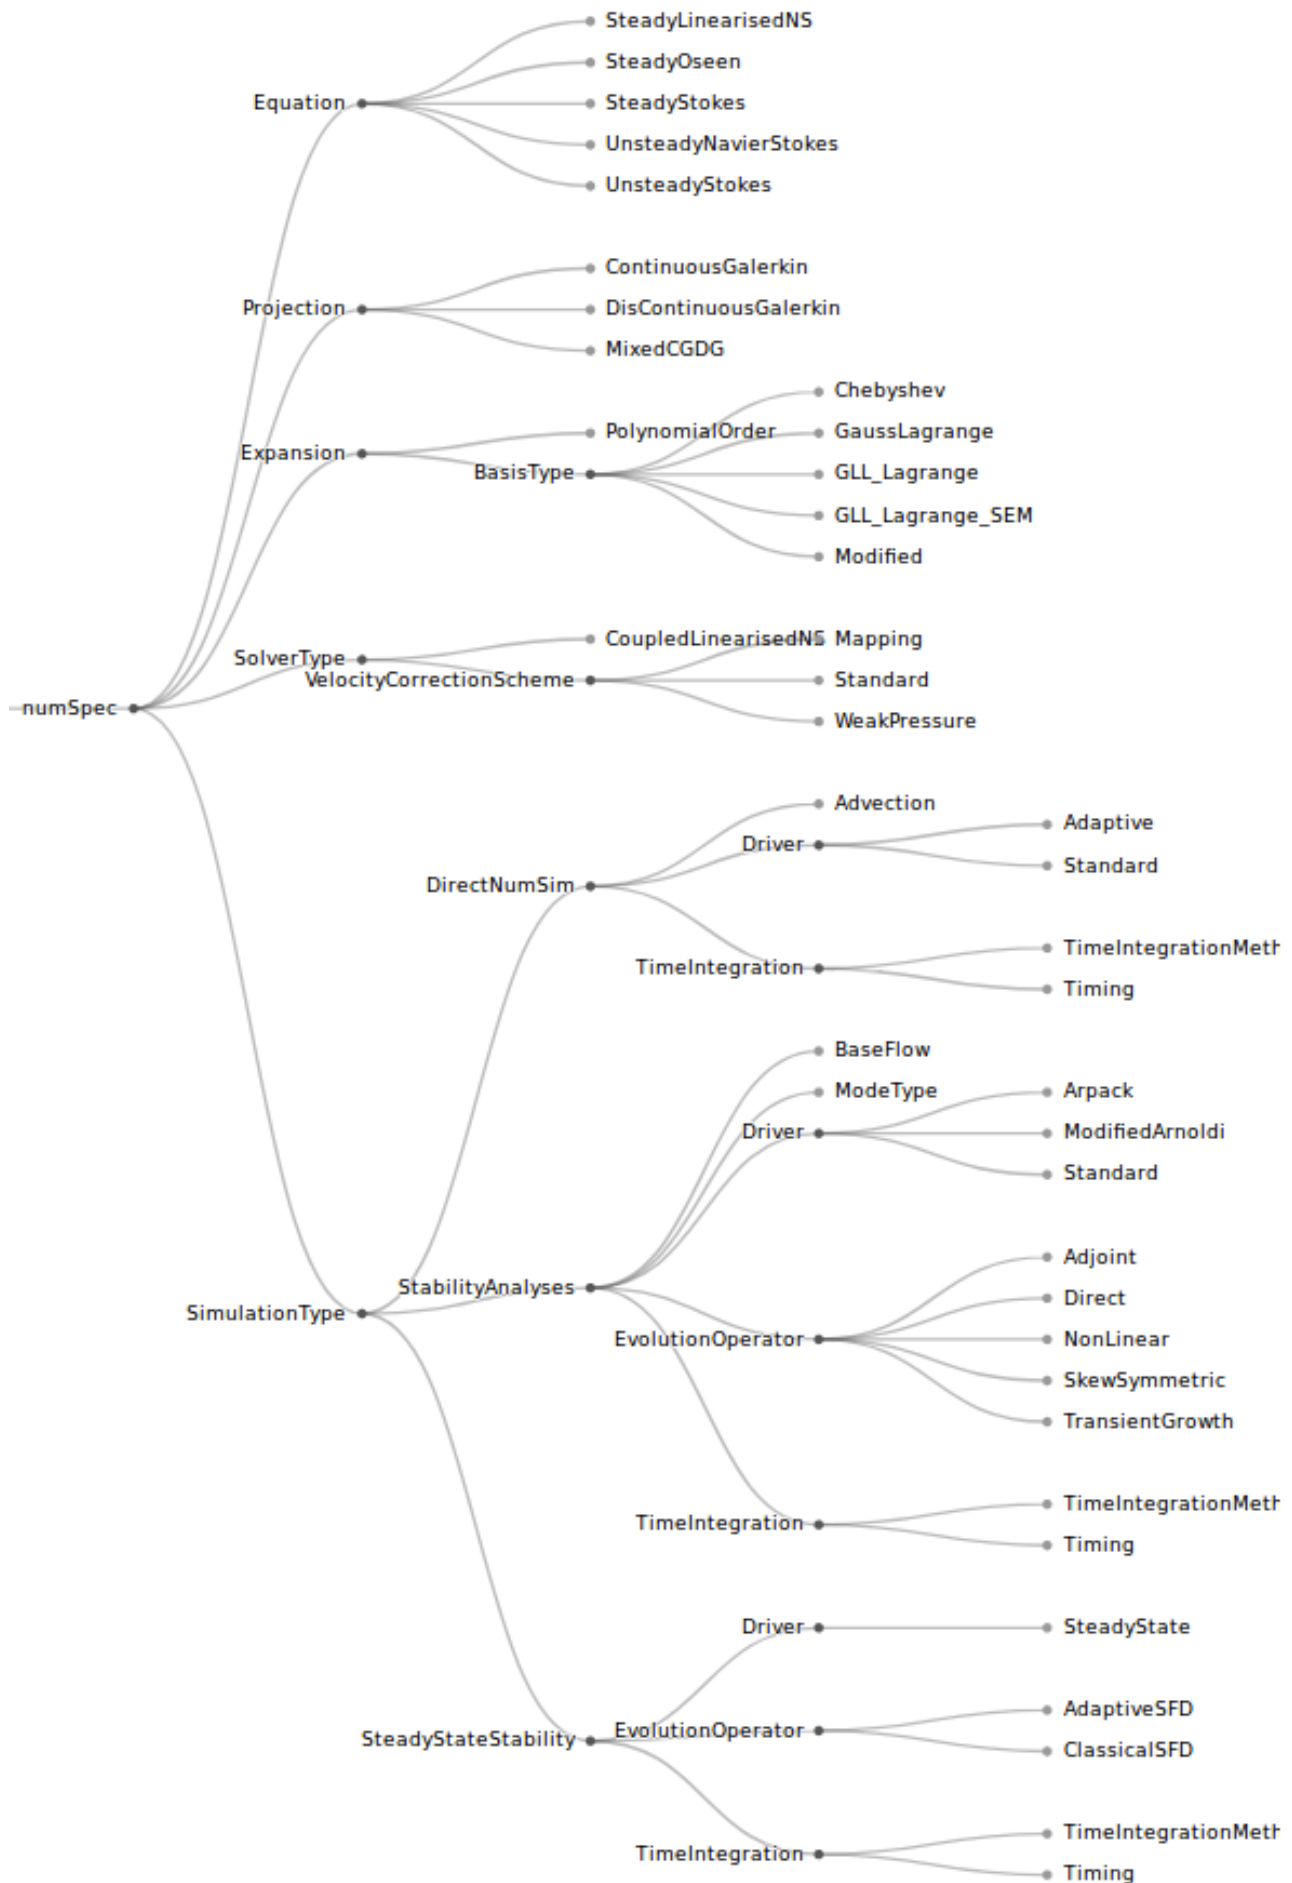 SteadyLinearisedNS
SteadyOseen
Equation
SteadyStokes
UnsteadyNavierStokes
UnsteadyStokes
ContinuousGalerkin
Projection
DisContinuousGalerkin
MixedCGDG
Chebyshev
PolynomialOrder
GaussLagrange
Expansion
BasisType
GLL_Lagrange
GLL_Lagrange_SEM
Modified
CoupledLinearisedNS
Mapping
SolverType
VelocityCorrectionScheme
Standard
numSpec
WeakPressure
Advection
Adaptive
Driver
Standard
DirectNumSim
TimeIntegrationMeth
TimeIntegration
Timing
BaseFlow
ModeType
Arpack
Driver
ModifiedArnoldi
Standard
Adjoint
StabilityAnalyses
Direct
SimulationType
EvolutionOperator
NonLinear
SkewSymmetric
TransientGrowth
TimeIntegrationMeth
TimeIntegration
Timing
Driver
SteadyState
AdaptiveSFD
SteadyStateStability
EvolutionOperator
ClassicalSFD
TimeIntegrationMeth
TimeIntegration
Timing